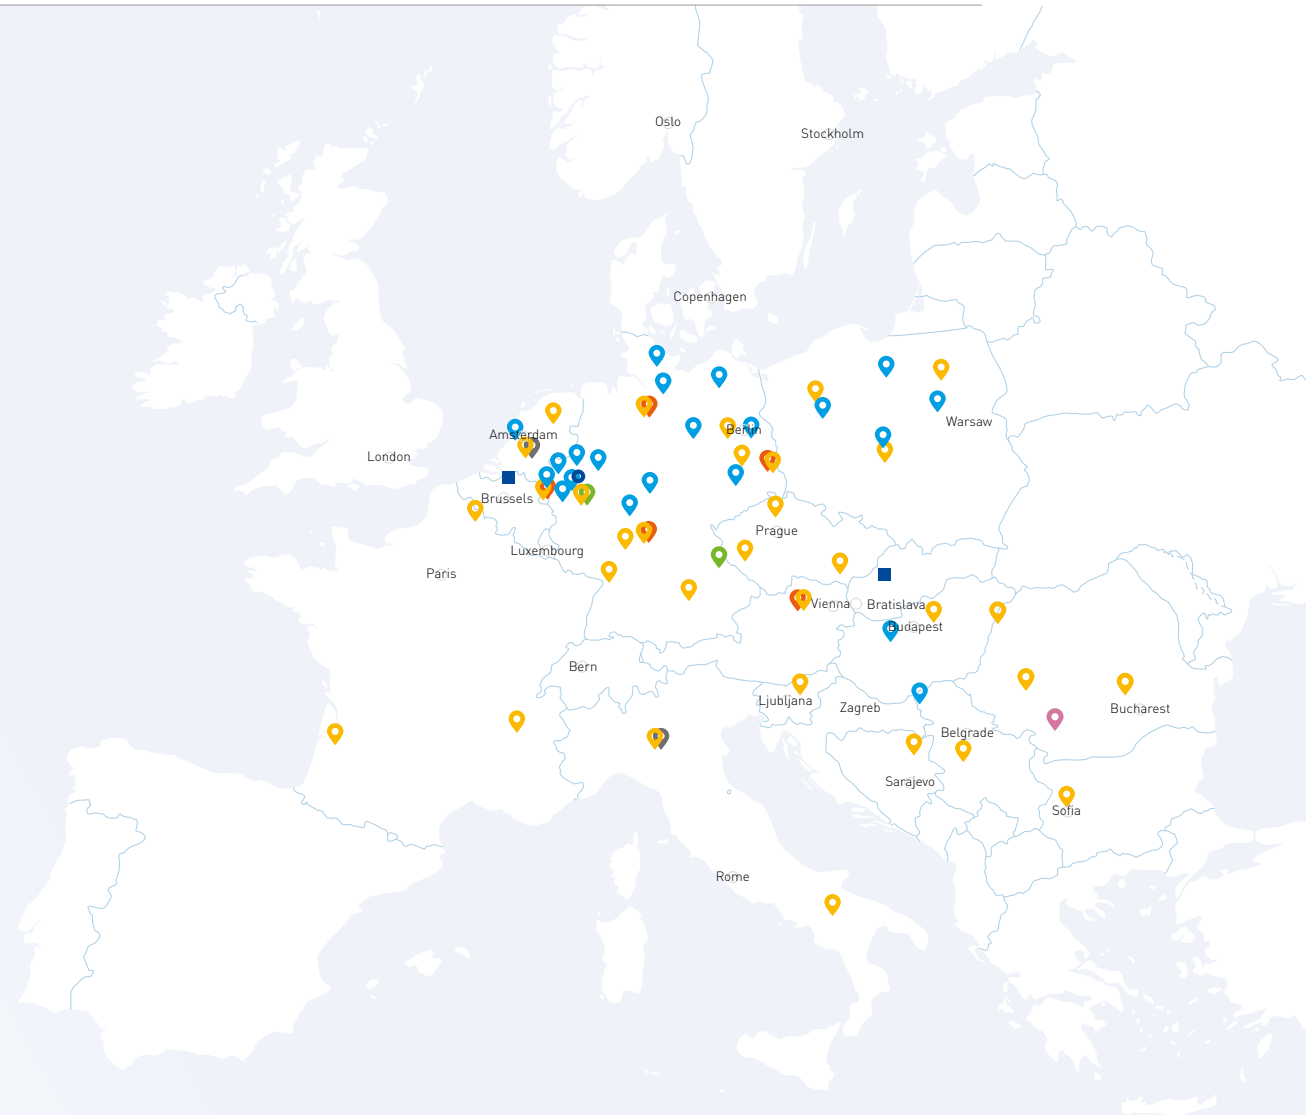 Oslo
Stockholm
Copenhagen
Warsaw
Berlin
Amsterdam
London
Brussels
Prague
Luxembourg
Paris
Vienna
Bratislava
Budapest
Bern
Ljubljana
Zagreb
Bucharest
Belgrade
Sarajevo
Sofia
Rome